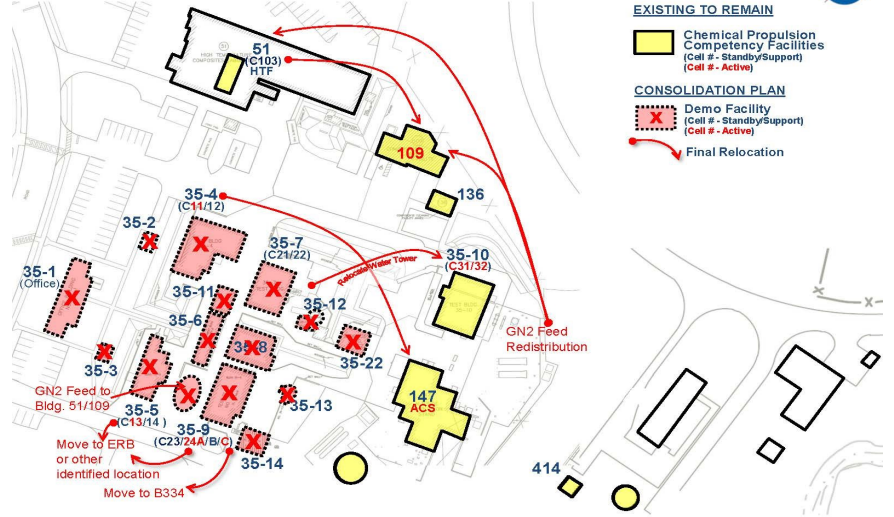 EXISTING TO REMAIN
Chemical Propulsion
Competency Facilities
(Cell # - Standby/Support)
(Cell # - Active)
CONSOLIDATION PLAN
Demo Facility
(Cell # - Standby/Support)
(Cell # - Active)
X
Final Relocation
51
(C103)
HTF
109
136
35-4
(C11/12)
35-2
X
X
35-7
(C21/22)
X
35-10
(C31/32)
Relocate Water Tower
35-1
(Office)
X
35-11
X
35-12
X
35-6
X
35-8
X
35-22
X
GN2 Feed
Redistribution
35-3
X
X
GN2 Feed to
Bldg. 51/109
X
X
35-13
X
147
ACS
35-5
(C13/14 )
35-9
(C23/24A/B/C)
35-14
X
Move to ERB
or other
identified location
Move to B334
414
X
X